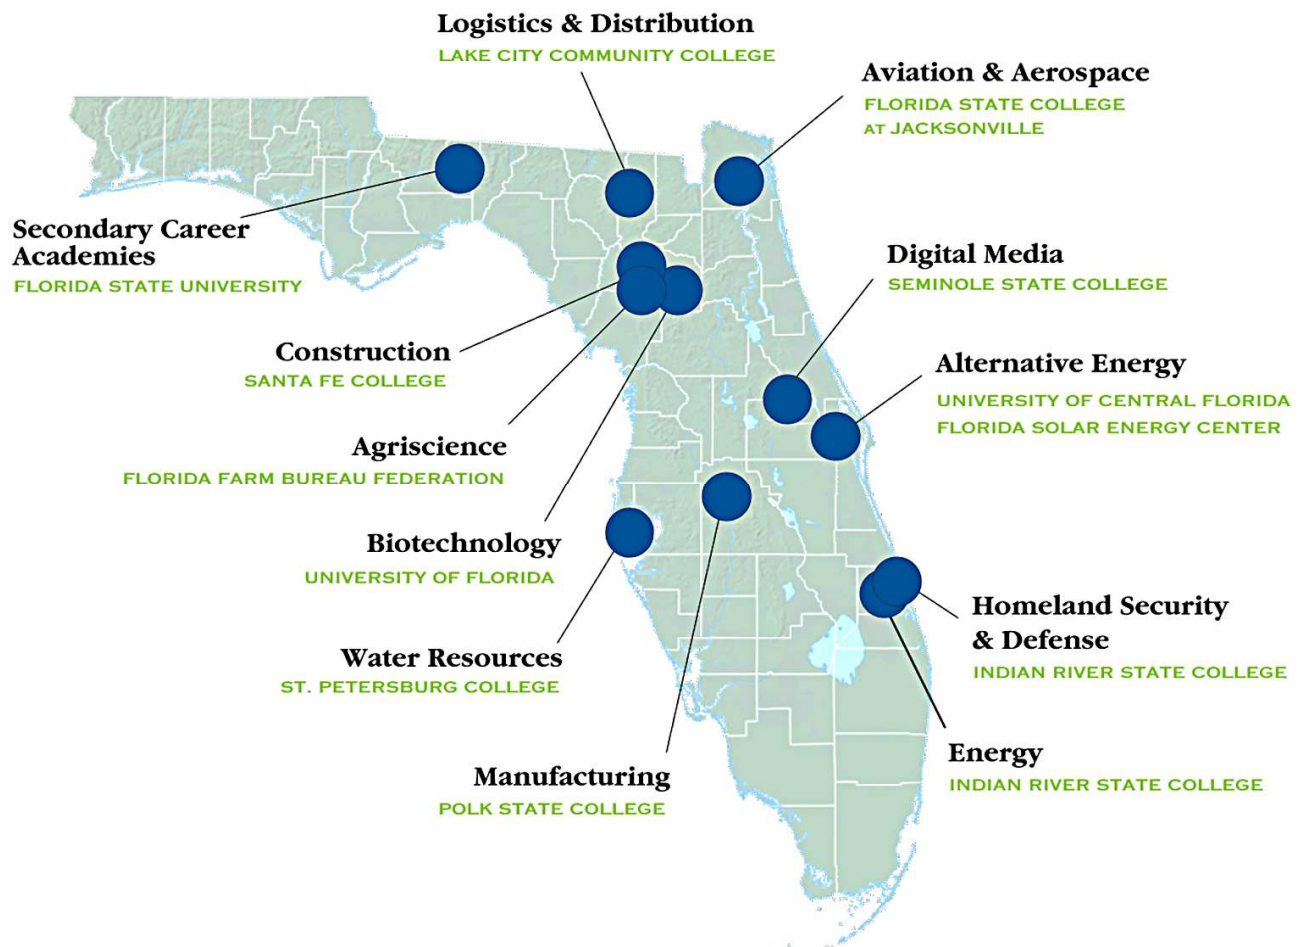 Logistics & Distribution
LAKE CITY COMMUNITY COLLEGE
Aviation & Aerospace
FLORIDA STATE COLLEGE
AT JACKSONVILLE
Secondary Career
Academies
FLORIDA STATE UNIVERSITY
Digital Media
SEMINOLE STATE COLLEGE
Construction
SANTA FE COLLEGE
Alternative Energy
UNIVERSITY OF CENTRAL FLORIDA
FLORIDA SOLAR ENERGY CENTER
Agriscience
FLORIDA FARM BUREAU FEDERATION
Biotechnology
UNIVERSITY OF FLORIDA
Homeland Security
& Defense
INDIAN RIVER STATE COLLEGE
Water Resources
ST. PETERSBURG COLLEGE
Energy
INDIAN RIVER STATE COLLEGE
Manufacturing
POLK STATE COLLEGE